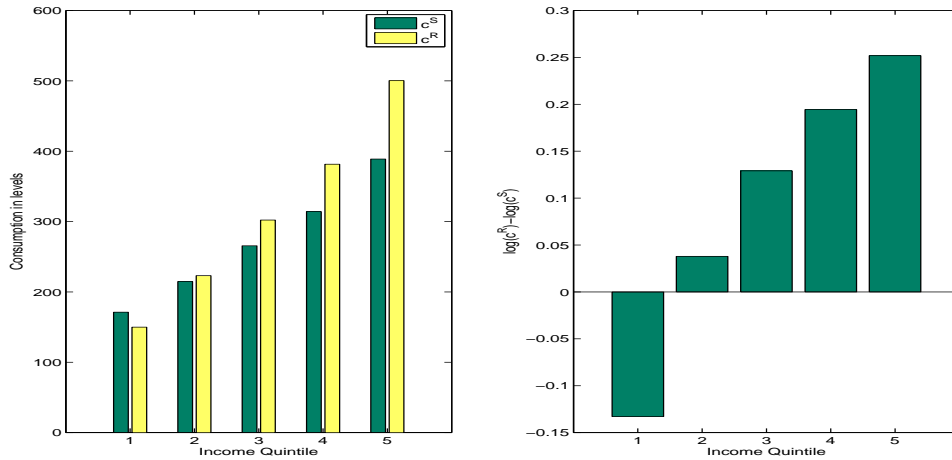 600
500
400
300
200
100
0
Consumption in levels
c^S
c^R
1 2 3 4 5
Income Quintile
0.3
0.25
0.2
0.15
0.1
0.05
0
−0.05
−0.1
−0.15
log(c^R)−log(c^S)
1 2 3 4 5
Income Quintile